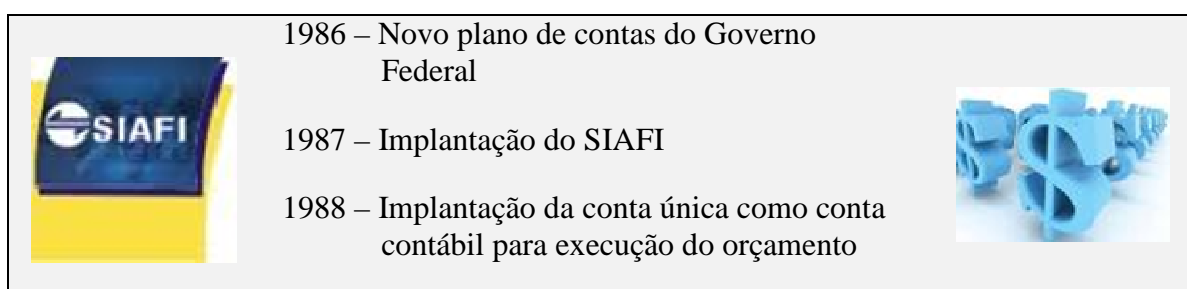 SIAFI
1986 – Novo plano de contas do Governo
Federal
1987 – Implantação do SIAFI
1988 – Implantação da conta única como conta
contábil para execução do orçamento